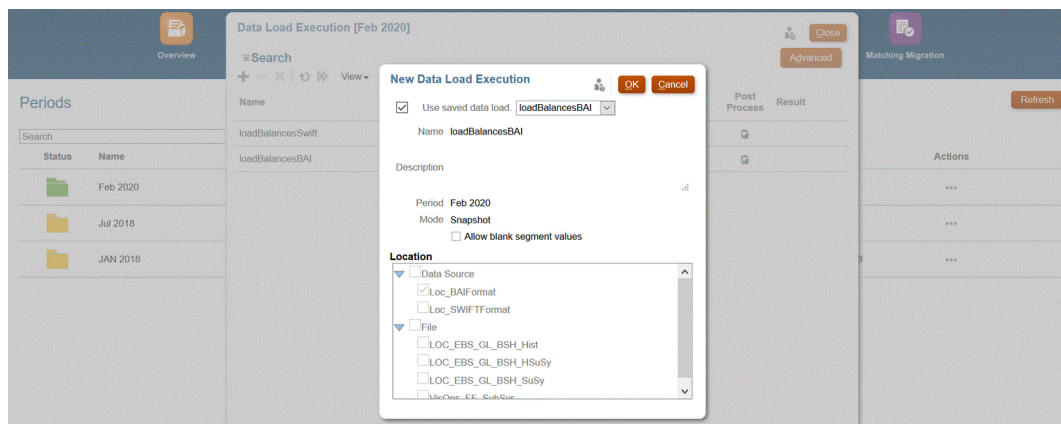 Overview
Matching Migration
Periods
Search
Status Name
Feb 2020
Jul 2018
JAN 2018
Data Load Execution [Feb 2020]
Close
Search
Advanced
View
Name
Post Process
Result
loadBalancesSwift
loadBalancesBAI
New Data Load Execution
OK Cancel
Use saved data load. loadBalancesBAI
Name loadBalancesBAI
Description
Period Feb 2020
Mode Snapshot
Allow blank segment values
Location
Data Source
Loc_BAIFormat
Loc_SWIFTFormat
File
LOC_EBS_GL_BSH_Hist
LOC_EBS_GL_BSH_HSuSy
LOC_EBS_GL_BSH_SuSy
Refresh
Actions